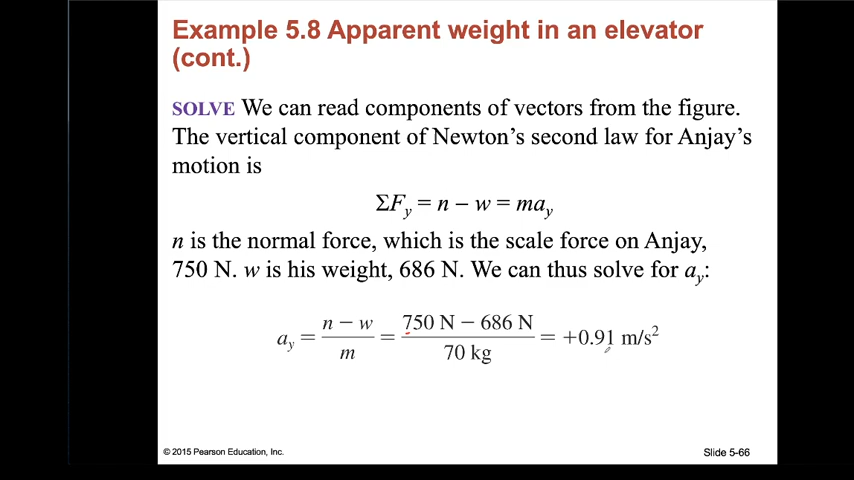 Example 5.8 Apparent weight in an elevator
(cont.)
SOLVE We can read components of vectors from the figure.
The vertical component of Newton's second law for Anjay's
motion is
ΣF_y = n − w = ma_y
n is the normal force, which is the scale force on Anjay,
750 N. w is his weight, 686 N. We can thus solve for a_y:
a_y = (n − w)/m = (750 N − 686 N)/(70 kg) = +0.91 m/s²
© 2015 Pearson Education, Inc.
Slide 5-66